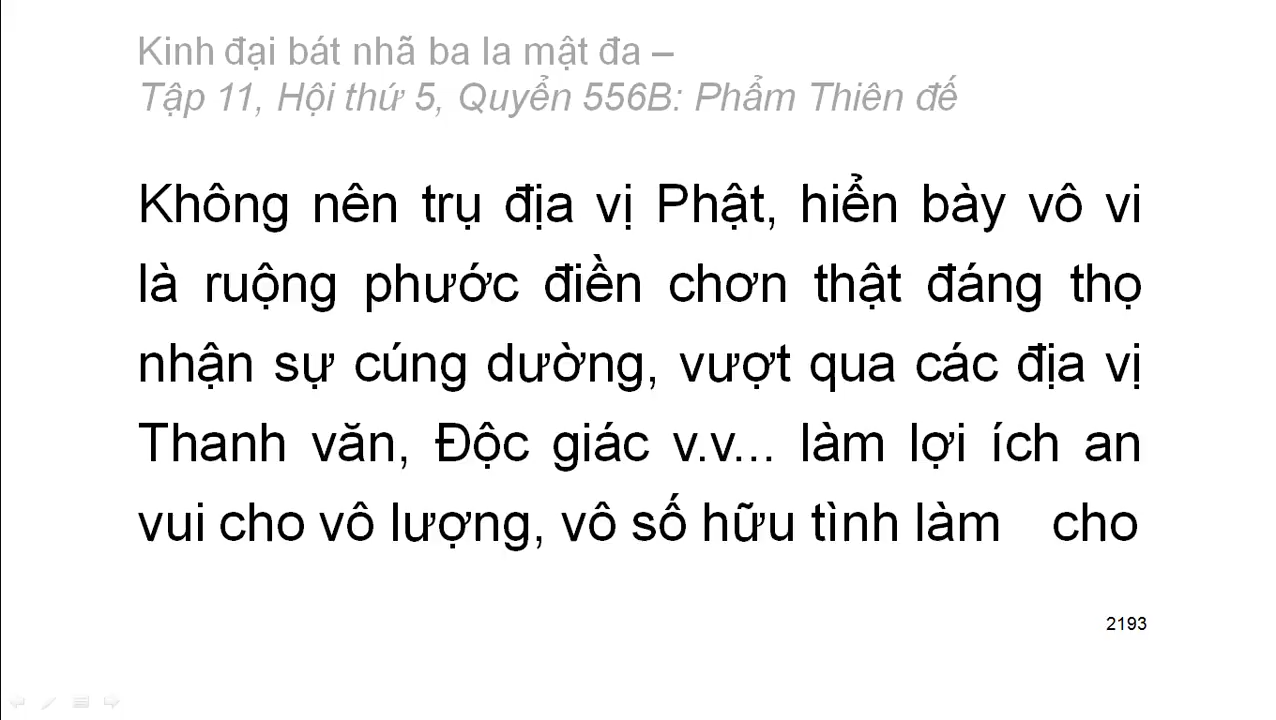 Kinh đại bát nhã ba la mật đa –
Tập 11, Hội thứ 5, Quyển 556B: Phẩm Thiên đế
Không nên trụ địa vị Phật, hiển bày vô vi
là ruộng phước điền chơn thật đáng thọ
nhận sự cúng dường, vượt qua các địa vị
Thanh văn, Độc giác v.v... làm lợi ích an
vui cho vô lượng, vô số hữu tình làm cho
2193